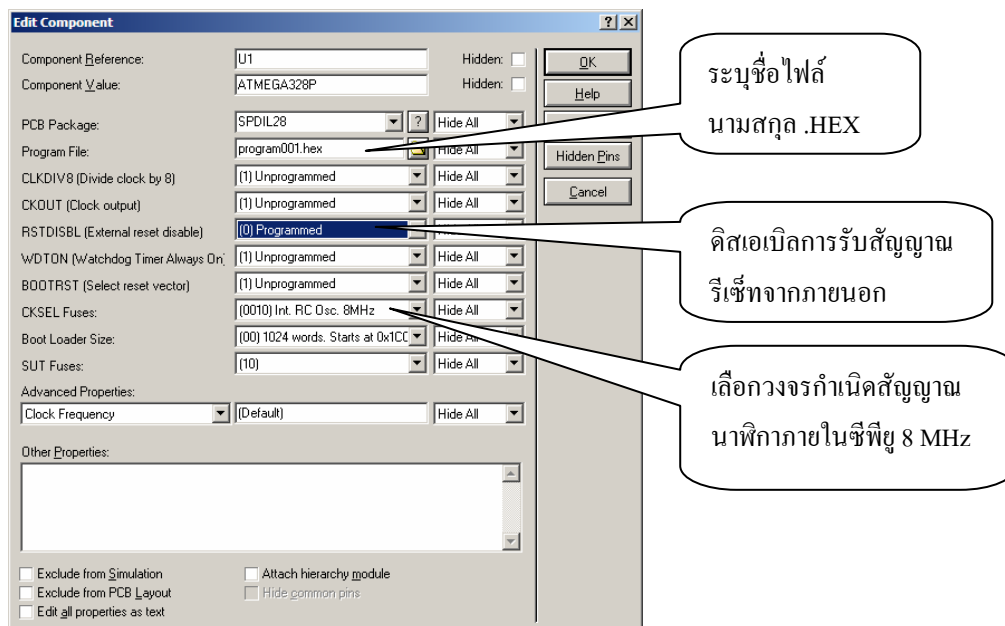 Edit Component
Component Reference: U1 Hidden:
Component Value: ATMEGA328P Hidden:
PCB Package: SPDIL28 ? Hide All
Program File: program001.hex Hide All
CLKDIV8 (Divide clock by 8) (1) Unprogrammed Hide All
CKOUT (Clock output) (1) Unprogrammed Hide All
RSTDISBL (External reset disable) (0) Programmed
WDTON (Watchdog Timer Always On) (1) Unprogrammed Hide All
BOOTRST (Select reset vector) (1) Unprogrammed Hide All
CKSEL Fuses: (0010) Int. RC Osc. 8MHz Hide All
Boot Loader Size: (00) 1024 words. Starts at 0x1C Hide All
SUT Fuses: (10) Hide All
Advanced Properties:
Clock Frequency (Default) Hide All
Other Properties:
Exclude from Simulation Attach hierarchy module
Exclude from PCB Layout Hide common pins
Edit all properties as text
OK
Help
Hidden Pins
Cancel
ระบุชื่อไฟล์
นามสกุล .HEX
ดิสเอเบิลการรับสัญญาณ
รีเซ็ทจากภายนอก
เลือกวงจรกำเนิดสัญญาณ
นาฬิกาภายในซีพียู 8 MHz